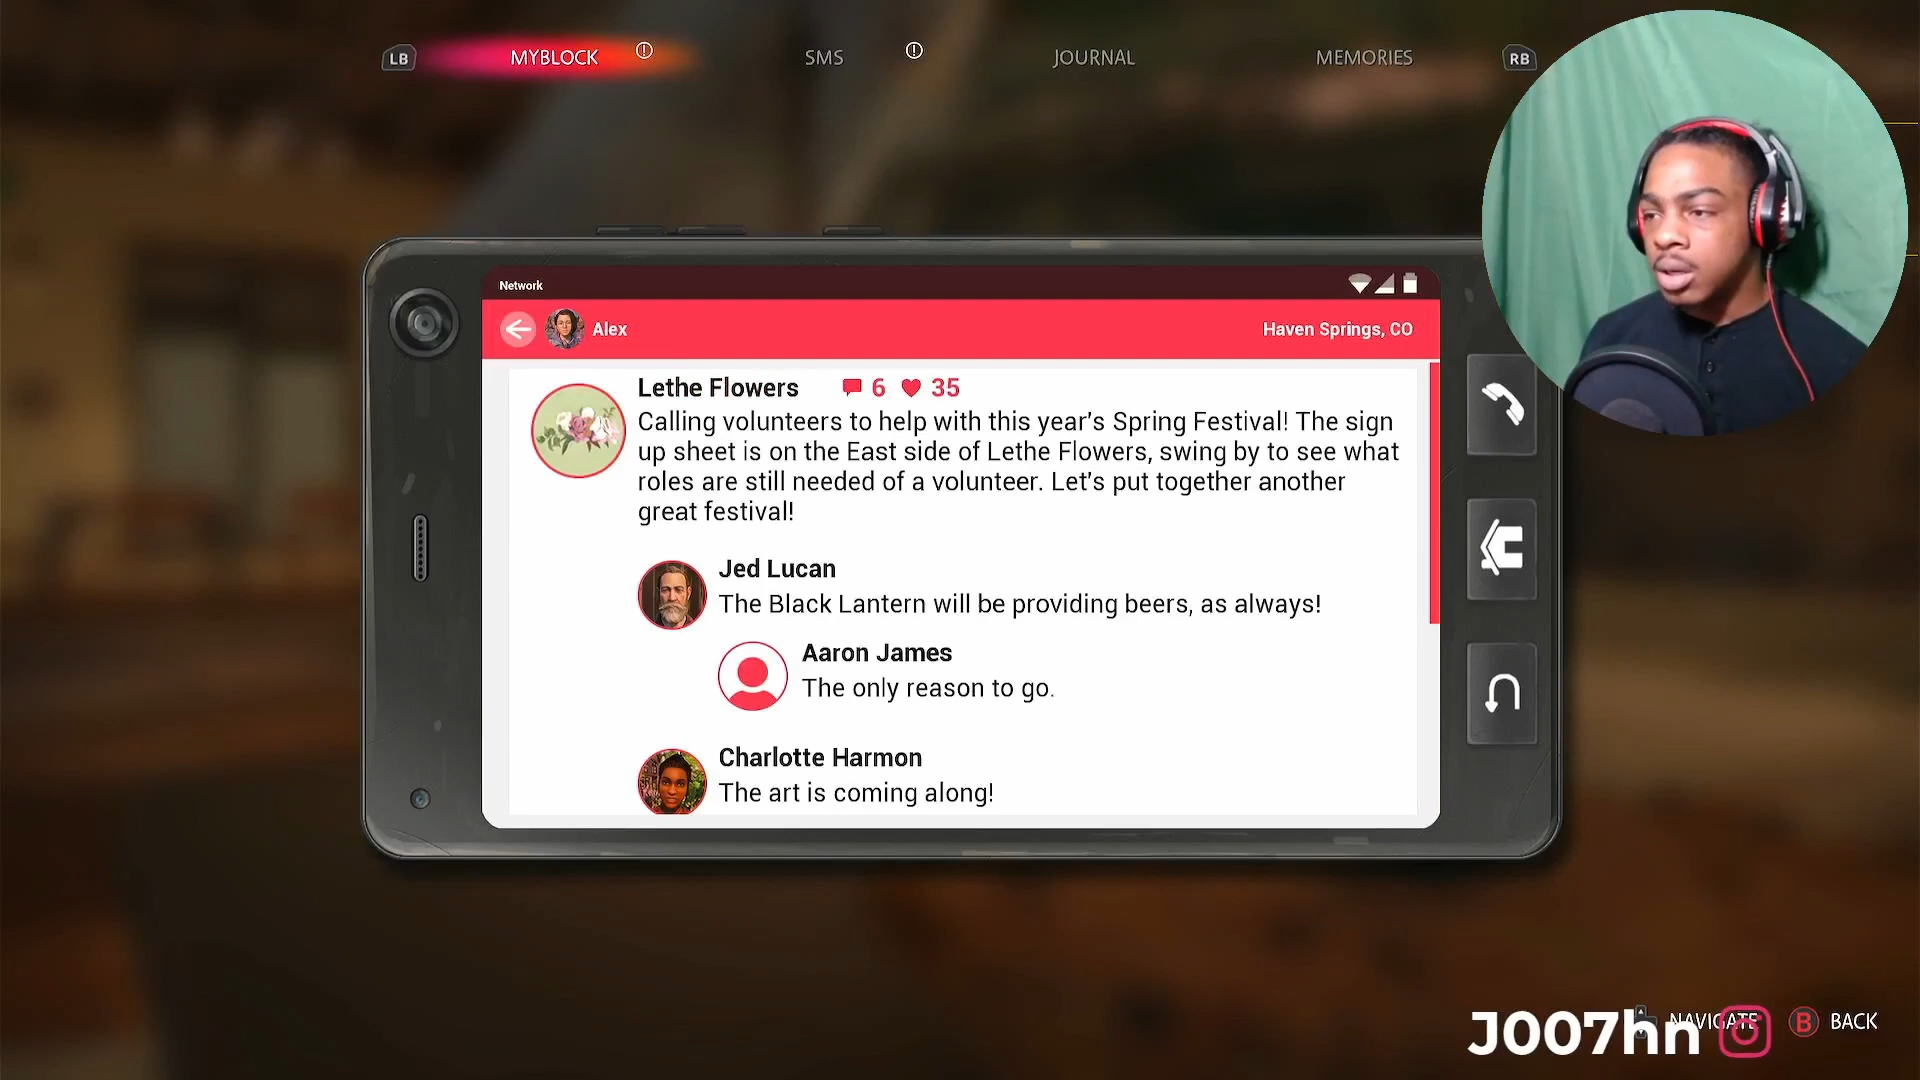 LB
MYBLOCK
SMS
JOURNAL
MEMORIES
RB
Network
Alex
Haven Springs, CO
Lethe Flowers 6 35
Calling volunteers to help with this year's Spring Festival! The sign
up sheet is on the East side of Lethe Flowers, swing by to see what
roles are still needed of a volunteer. Let's put together another
great festival!
Jed Lucan
The Black Lantern will be providing beers, as always!
Aaron James
The only reason to go.
Charlotte Harmon
The art is coming along!
J007hn
NAVIGATE
B BACK